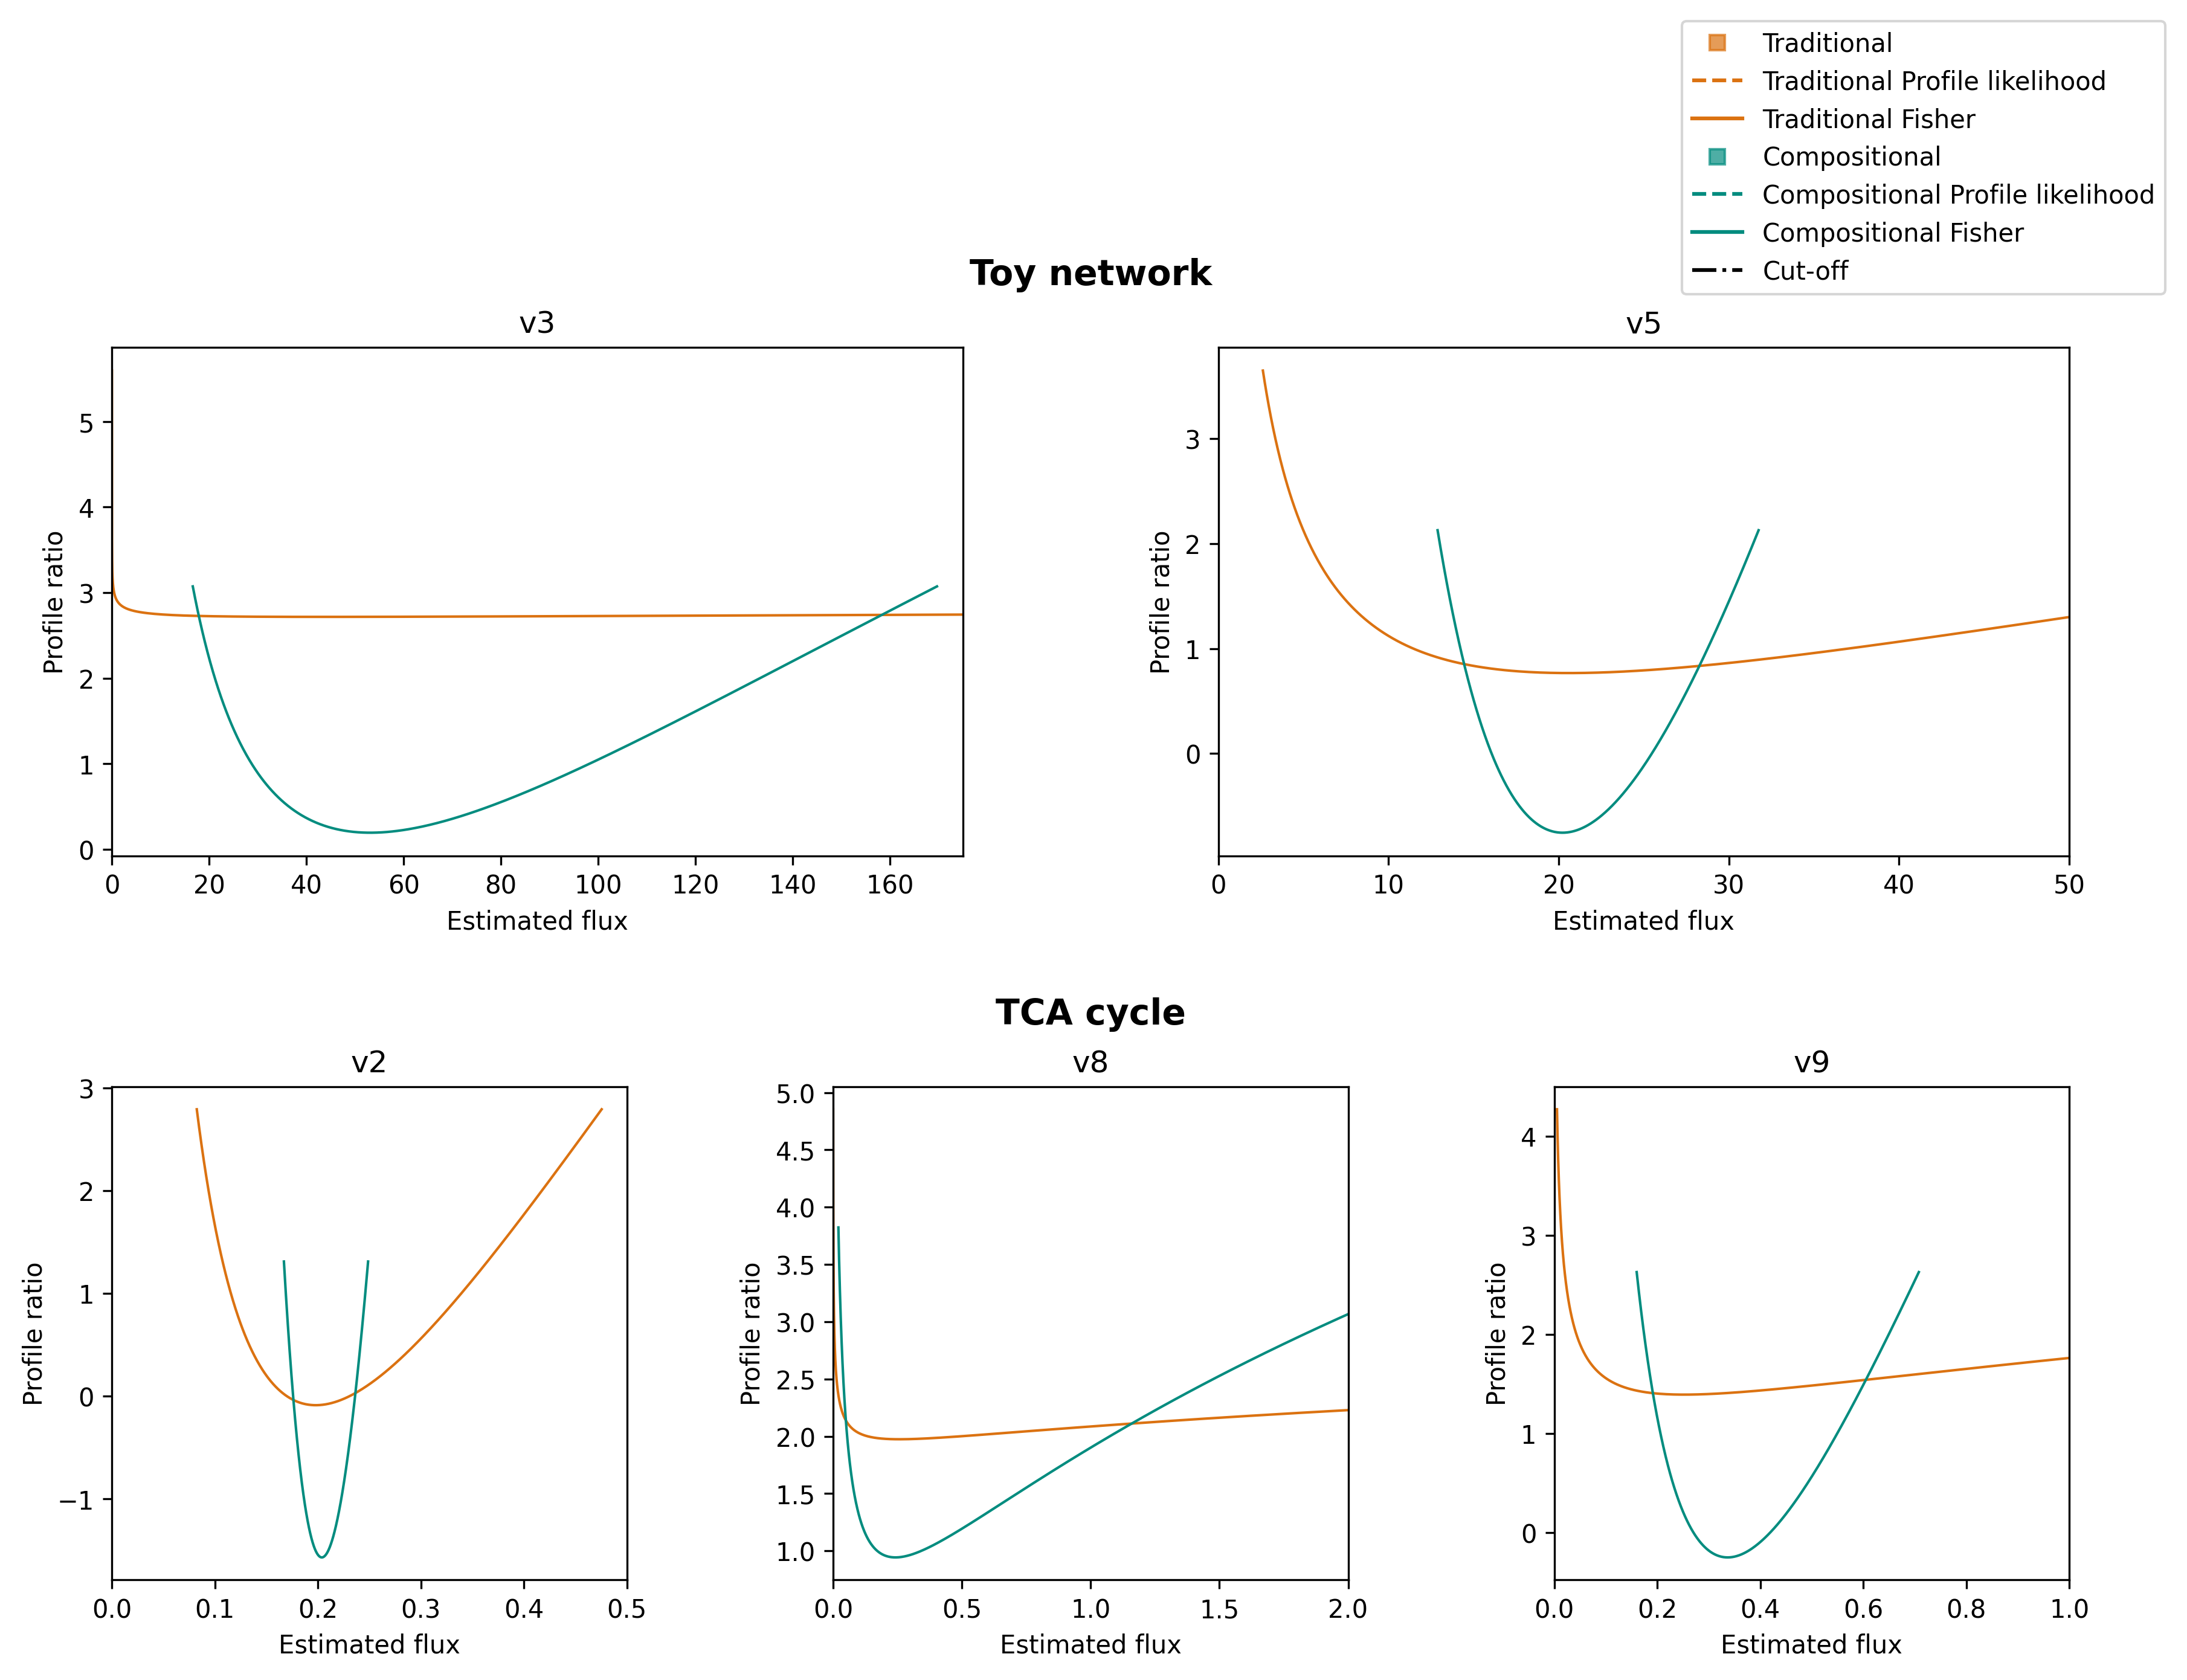 Traditional
Traditional Profile likelihood
Traditional Fisher
Compositional
Compositional Profile likelihood
Compositional Fisher
Cut-off
Toy network
v3
5
4
3
2
1
0
Profile ratio
0 20 40 60 80 100 120 140 160
Estimated flux
v5
3
2
1
0
Profile ratio
0 10 20 30 40 50
Estimated flux
TCA cycle
v2
3
2
1
0
−1
Profile ratio
0.0 0.1 0.2 0.3 0.4 0.5
Estimated flux
v8
5.0
4.5
4.0
3.5
3.0
2.5
2.0
1.5
1.0
Profile ratio
0.0 0.5 1.0 1.5 2.0
Estimated flux
v9
4
3
2
1
0
Profile ratio
0.0 0.2 0.4 0.6 0.8 1.0
Estimated flux